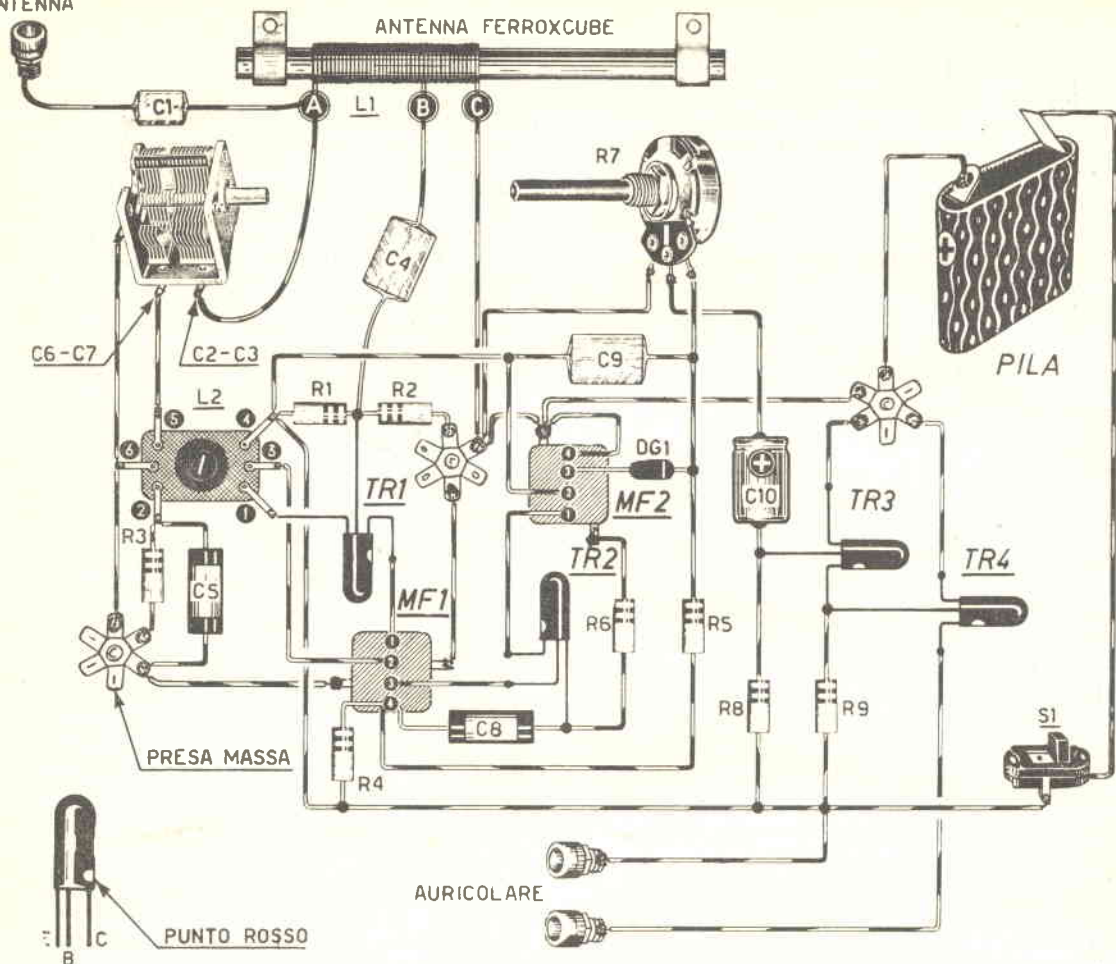 NTENNA
ANTENNA FERROXCUBE
C1
A
L1
B
C
R7
C4
C6-C7
C2-C3
C9
PILA
L2
R1
R2
5
4
6
3
2
1
TR1
4
3
2
1
DG1
MF2
C10
TR3
R3
C5
MF1
TR2
R6
R5
TR4
1
2
3
4
C8
R8
R9
S1
PRESA MASSA
R4
AURICOLARE
PUNTO ROSSO
C
B